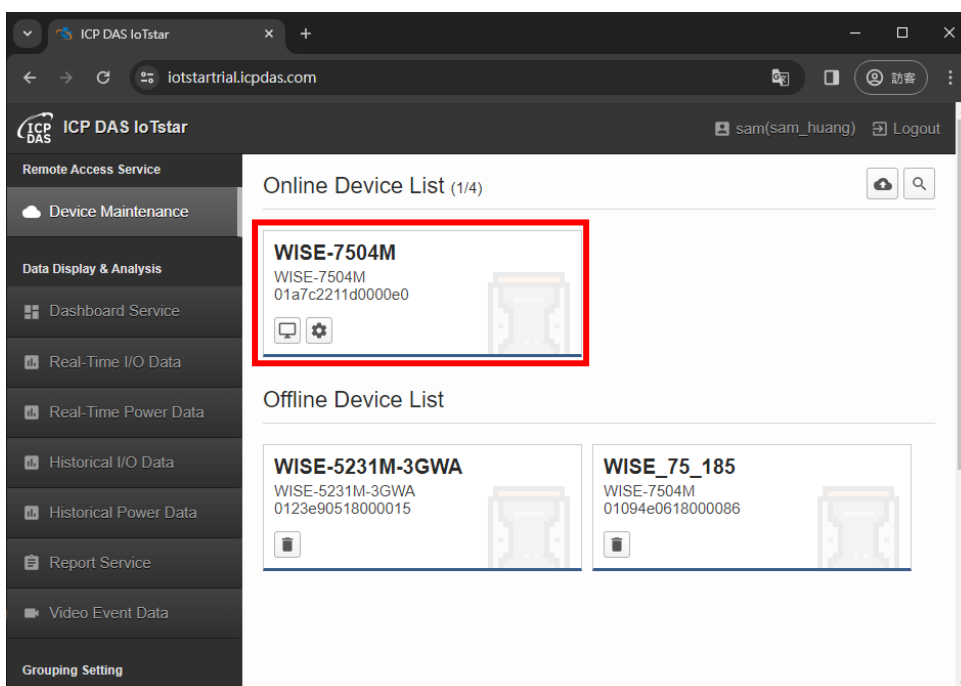 ICP DAS IoTstar
iotstartrial.icpdas.com
訪客
ICP DAS
ICP DAS IoTstar
sam(sam_huang)
Logout
Remote Access Service
Device Maintenance
Data Display & Analysis
Dashboard Service
Real-Time I/O Data
Real-Time Power Data
Historical I/O Data
Historical Power Data
Report Service
Video Event Data
Grouping Setting
Online Device List (1/4)
WISE-7504M
WISE-7504M
01a7c2211d0000e0
Offline Device List
WISE-5231M-3GWA
WISE-5231M-3GWA
0123e90518000015
WISE_75_185
WISE-7504M
01094e0618000086